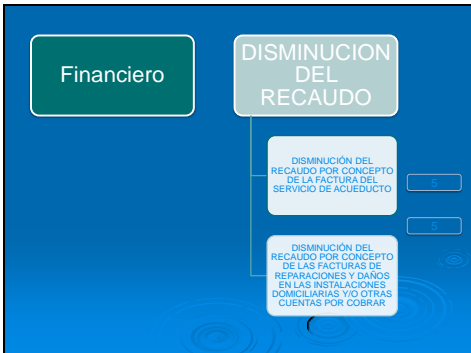 Financiero
DISMINUCION
DEL
RECAUDO
DISMINUCIÓN DEL
RECAUDO POR CONCEPTO
DE LA FACTURA DEL
SERVICIO DE ACUEDUCTO
5
5
DISMINUCIÓN DEL
RECAUDO POR CONCEPTO
DE LAS FACTURAS DE
REPARACIONES Y DAÑOS
EN LAS INSTALACIONES
DOMICILIARIAS Y/O OTRAS
CUENTAS POR COBRAR